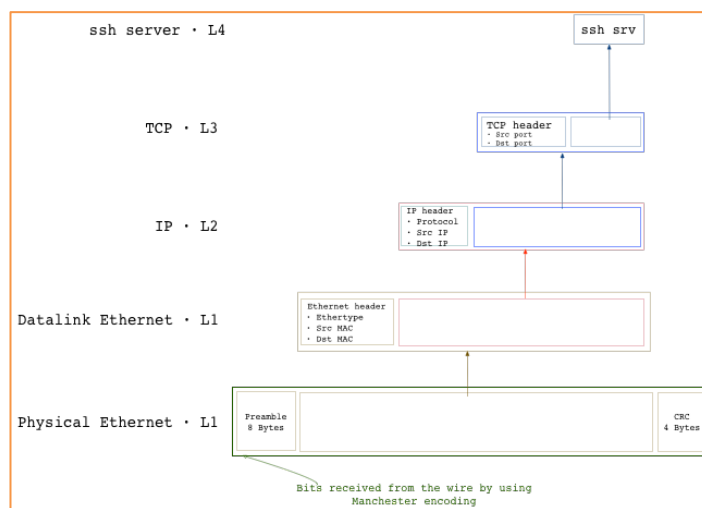 ssh server · L4
ssh srv
TCP · L3
TCP header
· Src port
· Dst port
IP · L2
IP header
· Protocol
· Src IP
· Dst IP
Datalink Ethernet · L1
Ethernet header
· Ethertype
· Src MAC
· Dst MAC
Physical Ethernet · L1
Preamble
8 Bytes
CRC
4 Bytes
Bits received from the wire by using
Manchester encoding